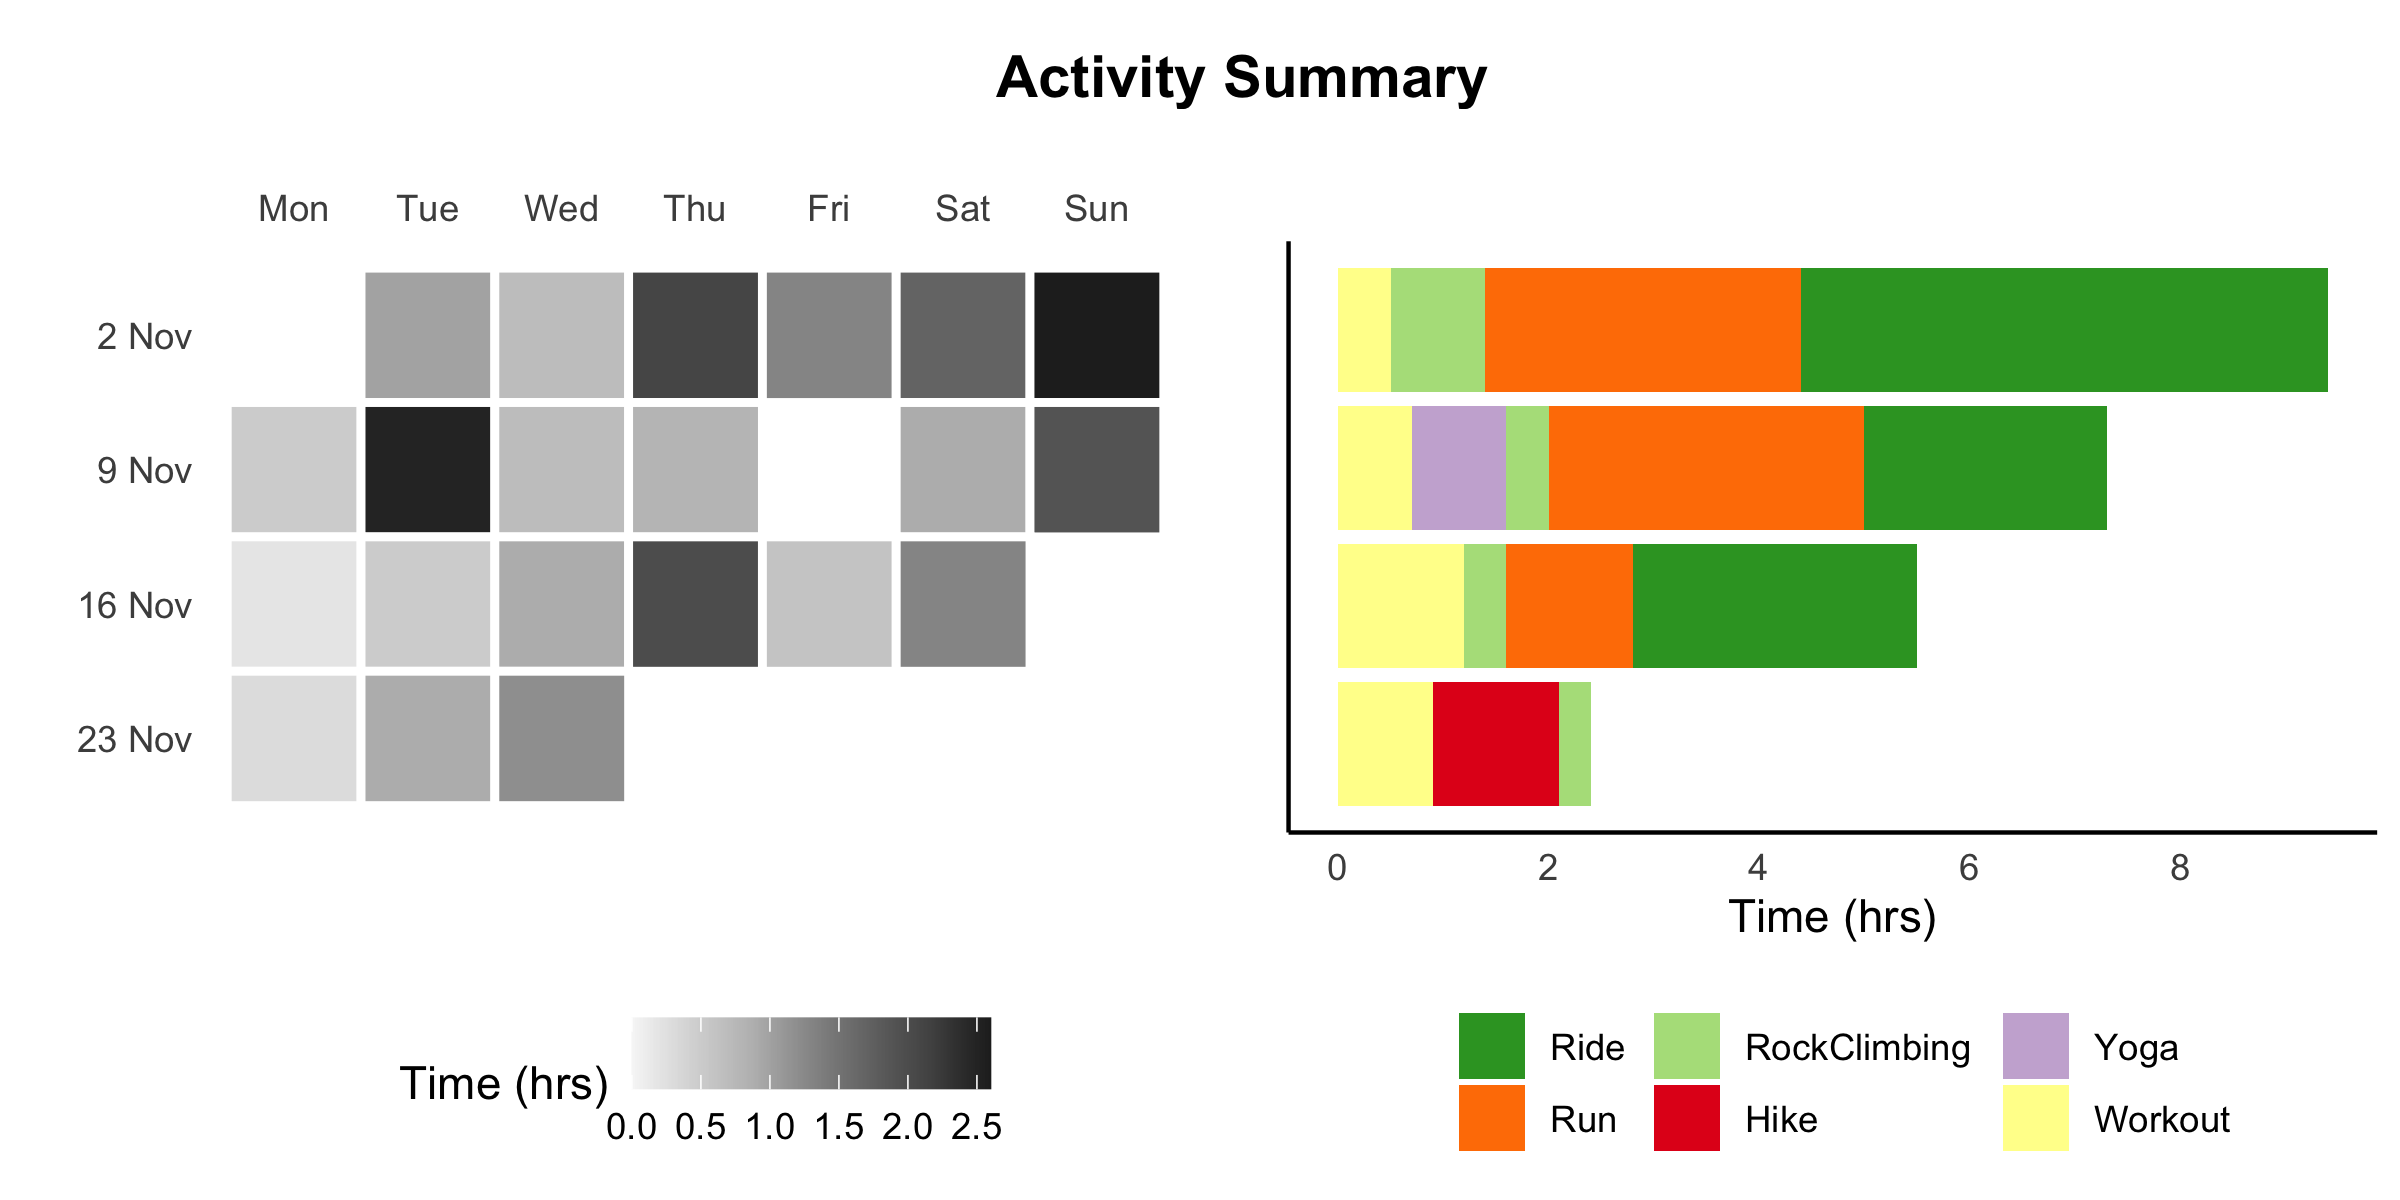 Activity Summary
Mon Tue Wed Thu Fri Sat Sun
2 Nov
9 Nov
16 Nov
23 Nov
0 2 4 6 8
Time (hrs)
Time (hrs)
0.0 0.5 1.0 1.5 2.0 2.5
Ride RockClimbing Yoga
Run Hike Workout